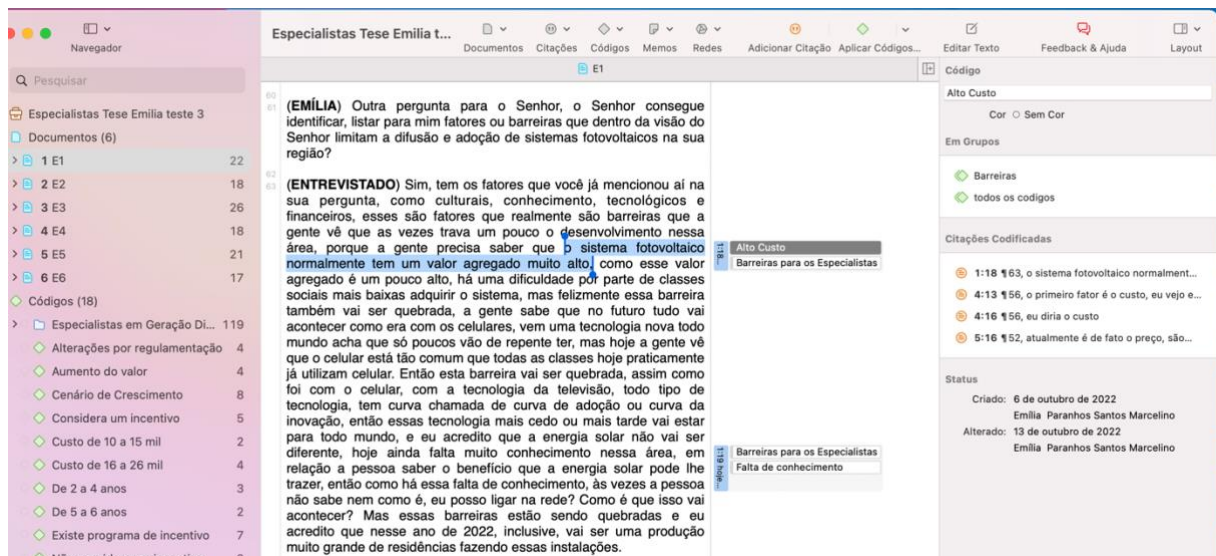 Navegador
Especialistas Tese Emilia t...
Documentos
Citações
Códigos
Memos
Redes
Adicionar Citação
Aplicar Códigos...
Editar Texto
Feedback & Ajuda
Layout
Pesquisar
Especialistas Tese Emilia teste 3
Documentos (6)
1 E1 22
2 E2 18
3 E3 26
4 E4 18
5 E5 21
6 E6 17
Códigos (18)
Especialistas em Geração Di... 119
Alterações por regulamentação 4
Aumento do valor 4
Cenário de Crescimento 8
Considera um incentivo 5
Custo de 10 a 15 mil 2
Custo de 16 a 26 mil 4
De 2 a 4 anos 3
De 5 a 6 anos 2
Existe programa de incentivo 7
E1
60
61 (EMÍLIA) Outra pergunta para o Senhor, o Senhor consegue
identificar, listar para mim fatores ou barreiras que dentro da visão do
Senhor limitam a difusão e adoção de sistemas fotovoltaicos na sua
região?
62
63 (ENTREVISTADO) Sim, tem os fatores que você já mencionou aí na
sua pergunta, como culturais, conhecimento, tecnológicos e
financeiros, esses são fatores que realmente são barreiras que a
gente vê que as vezes trava um pouco o desenvolvimento nessa
área, porque a gente precisa saber que o sistema fotovoltaico
normalmente tem um valor agregado muito alto, como esse valor
agregado é um pouco alto, há uma dificuldade por parte de classes
sociais mais baixas adquirir o sistema, mas felizmente essa barreira
também vai ser quebrada, a gente sabe que no futuro tudo vai
acontecer como era com os celulares, vem uma tecnologia nova todo
mundo acha que só poucos vão de repente ter, mas hoje a gente vê
que o celular está tão comum que todas as classes hoje praticamente
já utilizam celular. Então esta barreira vai ser quebrada, assim como
foi com o celular, com a tecnologia da televisão, todo tipo de
tecnologia, tem curva chamada de curva de adoção ou curva da
inovação, então essas tecnologia mais cedo ou mais tarde vai estar
para todo mundo, e eu acredito que a energia solar não vai ser
diferente, hoje ainda falta muito conhecimento nessa área, em
relação a pessoa saber o benefício que a energia solar pode lhe
trazer, então como há essa falta de conhecimento, às vezes a pessoa
não sabe nem como é, eu posso ligar na rede? Como é que isso vai
acontecer? Mas essas barreiras estão sendo quebradas e eu
acredito que nesse ano de 2022, inclusive, vai ser uma produção
muito grande de residências fazendo essas instalações.
1:18...
Alto Custo
Barreiras para os Especialistas
1:19 hoje...
Barreiras para os Especialistas
Falta de conhecimento
Código
Alto Custo
Cor Sem Cor
Em Grupos
Barreiras
todos os codigos
Citações Codificadas
1:18 ¶63, o sistema fotovoltaico normalment...
4:13 ¶56, o primeiro fator é o custo, eu vejo e...
4:16 ¶56, eu diria o custo
5:16 ¶52, atualmente é de fato o preço, são...
Status
Criado: 6 de outubro de 2022
Emília Paranhos Santos Marcelino
Alterado: 13 de outubro de 2022
Emília Paranhos Santos Marcelino